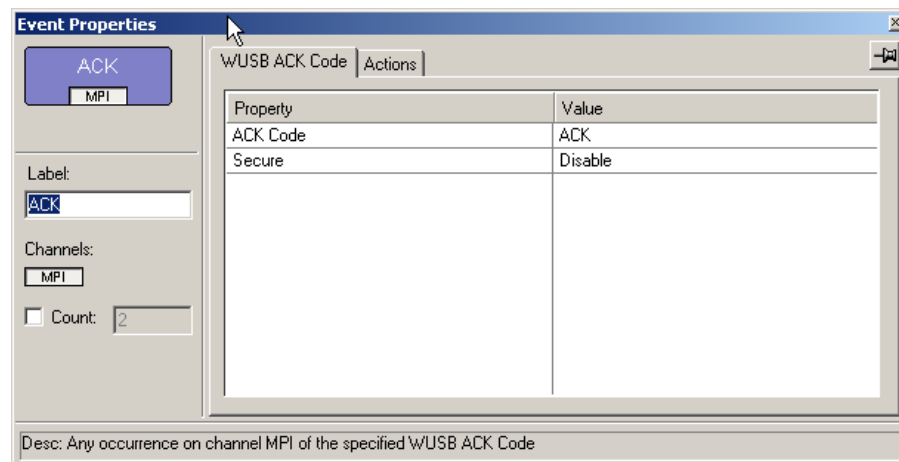 Event Properties
ACK
MPI
Label:
ACK
Channels:
MPI
Count: 2
WUSB ACK Code Actions
Property Value
ACK Code ACK
Secure Disable
Desc: Any occurrence on channel MPI of the specified WUSB ACK Code